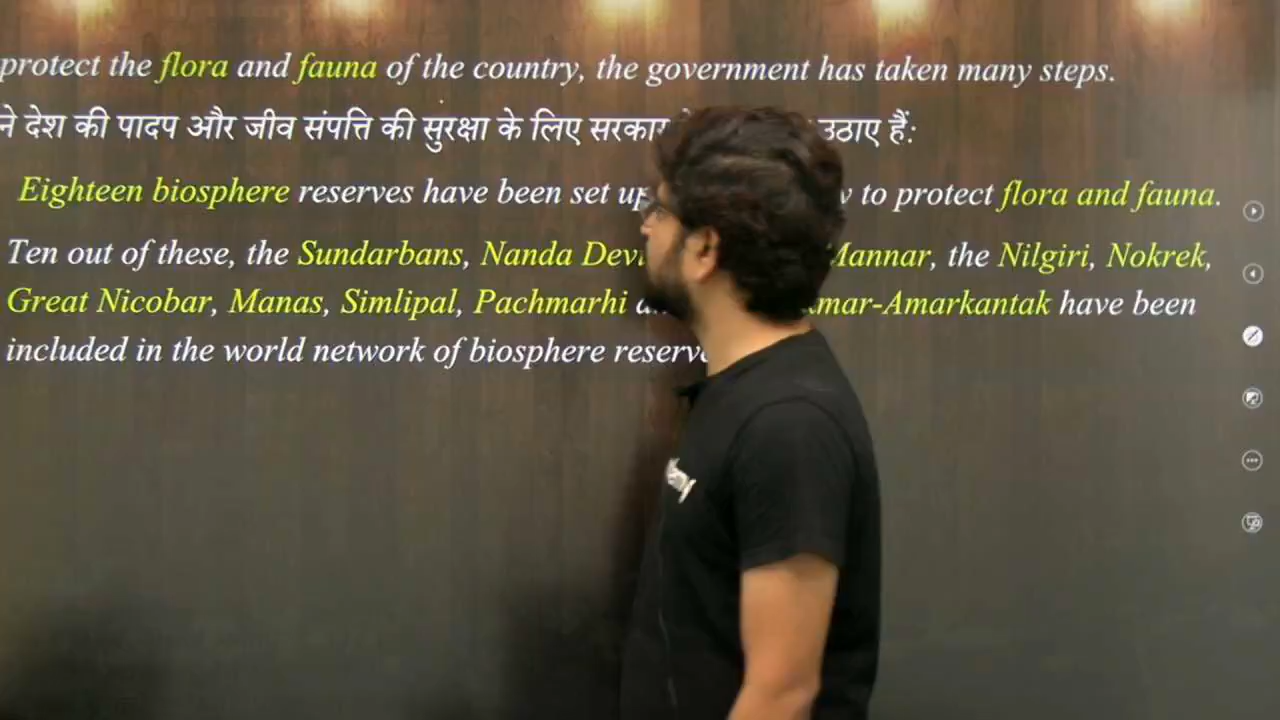 protect the flora and fauna of the country, the government has taken many steps.
ने देश की पादप और जीव संपत्ति की सुरक्षा के लिए सरकार उठाए हैं:
Eighteen biosphere reserves have been set up to protect flora and fauna.
Ten out of these, the Sundarbans, Nanda Devi Mannar, the Nilgiri, Nokrek,
Great Nicobar, Manas, Simlipal, Pachmarhi -Amarkantak have been
included in the world network of biosphere